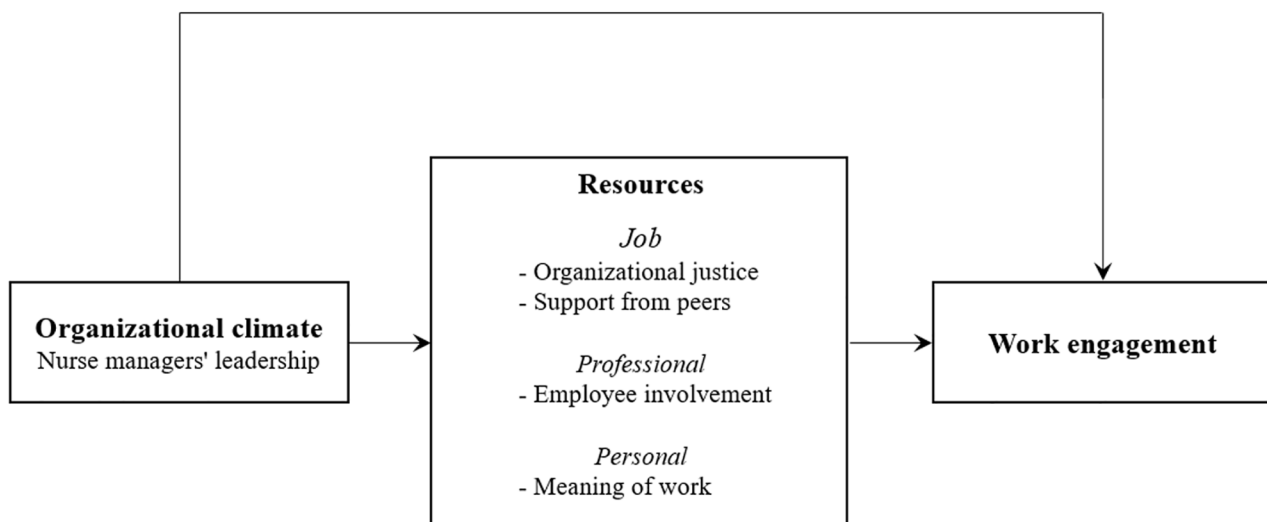 Resources
Job
- Organizational justice
- Support from peers
Professional
- Employee involvement
Personal
- Meaning of work
Organizational climate
Nurse managers' leadership
Work engagement